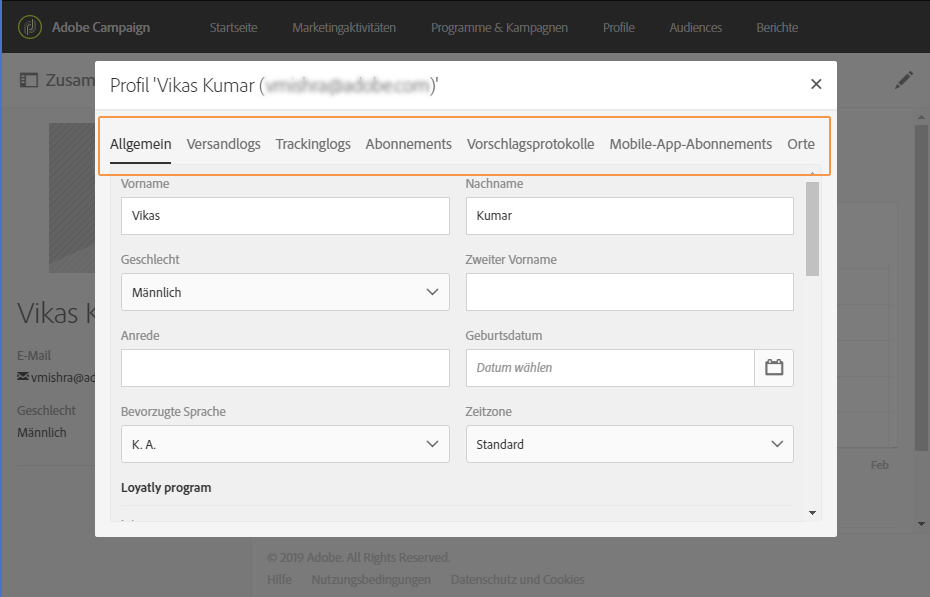 Adobe Campaign Startseite Marketingaktivitäten Programme & Kampagnen Profile Audiences Berichte
Zusam
Profil 'Vikas Kumar (vmishra@adobe.com)'
Allgemein Versandlogs Trackinglogs Abonnements Vorschlagsprotokolle Mobile-App-Abonnements Orte
Vorname Nachname
Vikas Kumar
Geschlecht Zweiter Vorname
Männlich
Anrede Geburtsdatum
Datum wählen
Bevorzugte Sprache Zeitzone
K. A. Standard
Loyatly program
Vikas K
E-Mail
vmishra@ad
Geschlecht
Männlich
Feb
© 2019 Adobe. All Rights Reserved.
Hilfe Nutzungsbedingungen Datenschutz und Cookies